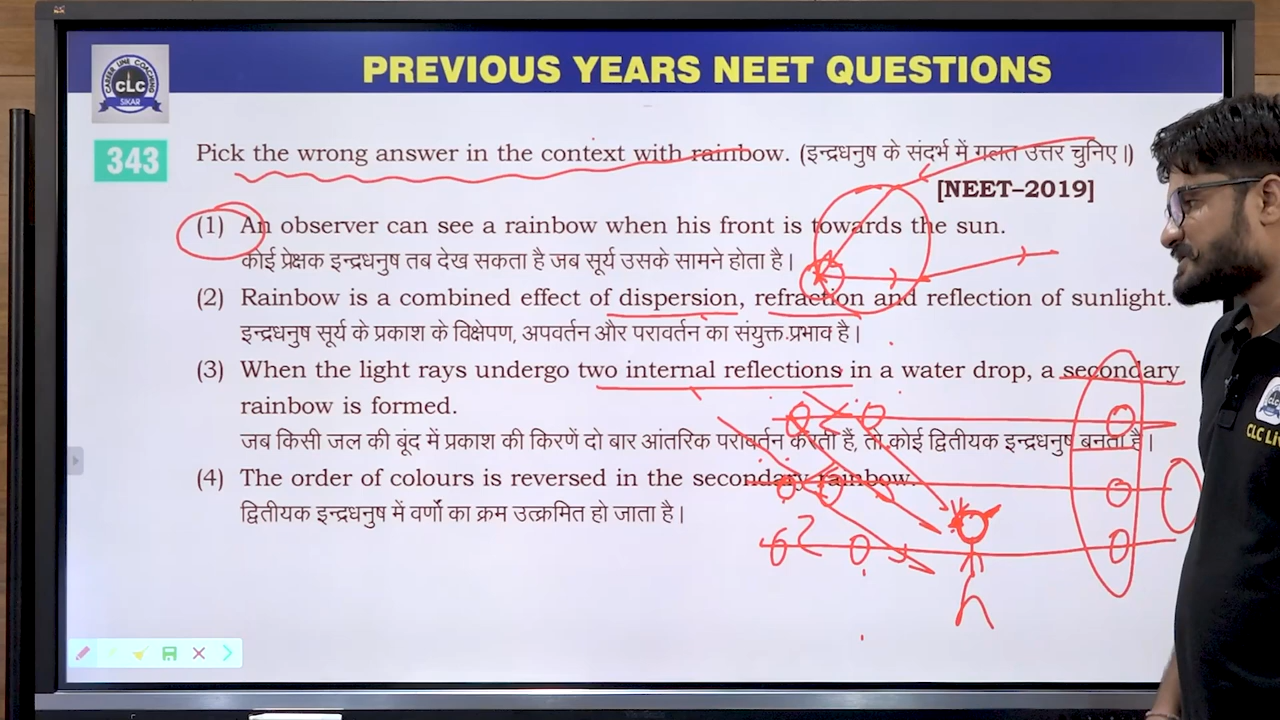 PREVIOUS YEARS NEET QUESTIONS
CAREER LINE COACHING
CLC
SIKAR
343 Pick the wrong answer in the context with rainbow. (इन्द्रधनुष के संदर्भ में गलत उत्तर चुनिए।)
[NEET–2019]
(1) An observer can see a rainbow when his front is towards the sun.
कोई प्रेक्षक इन्द्रधनुष तब देख सकता है जब सूर्य उसके सामने होता है।
(2) Rainbow is a combined effect of dispersion, refraction and reflection of sunlight.
इन्द्रधनुष सूर्य के प्रकाश के विक्षेपण, अपवर्तन और परावर्तन का संयुक्त प्रभाव है।
(3) When the light rays undergo two internal reflections in a water drop, a secondary
rainbow is formed.
जब किसी जल की बूंद में प्रकाश की किरणें दो बार आंतरिक परावर्तन करती हैं, तो कोई द्वितीयक इन्द्रधनुष बनता है।
(4) The order of colours is reversed in the secondary rainbow.
द्वितीयक इन्द्रधनुष में वर्णों का क्रम उत्क्रमित हो जाता है।